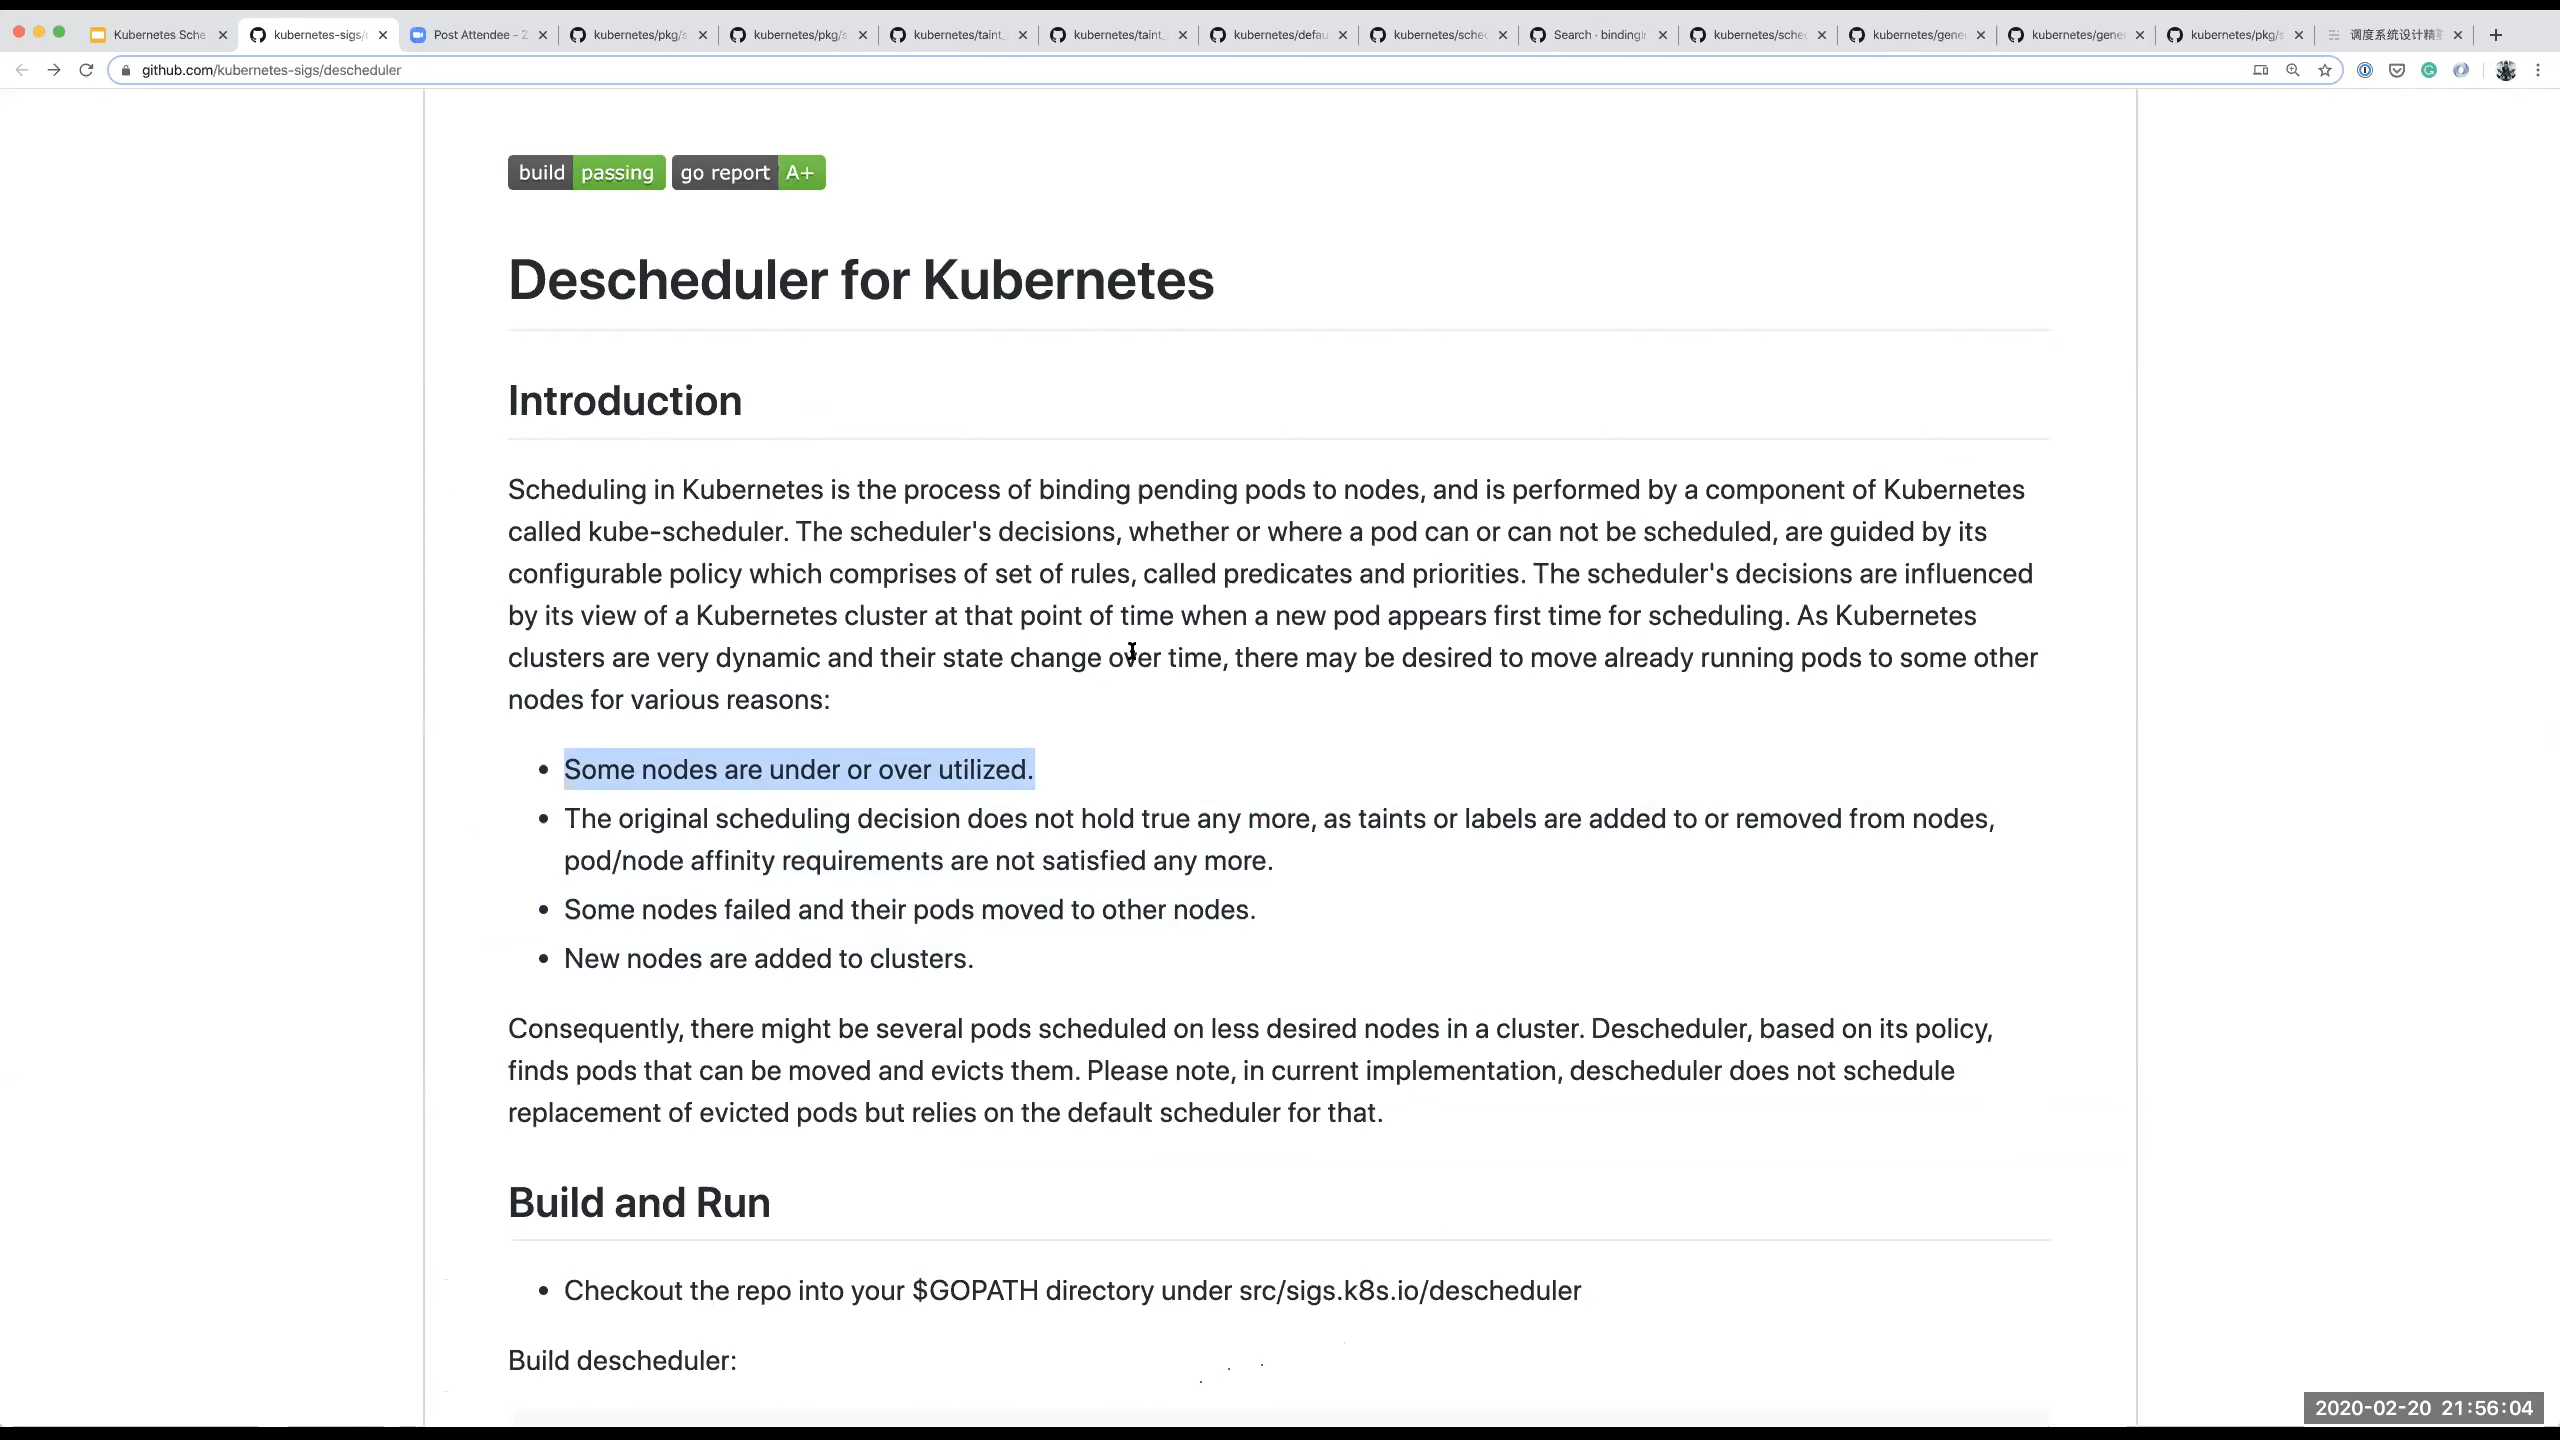 Kubernetes Sche
kubernetes-sigs/
Post Attendee - Z
kubernetes/pkg/s
kubernetes/pkg/s
kubernetes/taint_
kubernetes/taint_
kubernetes/defau
kubernetes/sched
Search · bindingIn
kubernetes/sched
kubernetes/gener
kubernetes/gener
kubernetes/pkg/s
调度系统设计精
github.com/kubernetes-sigs/descheduler
build passing go report A+
Descheduler for Kubernetes
Introduction
Scheduling in Kubernetes is the process of binding pending pods to nodes, and is performed by a component of Kubernetes
called kube-scheduler. The scheduler's decisions, whether or where a pod can or can not be scheduled, are guided by its
configurable policy which comprises of set of rules, called predicates and priorities. The scheduler's decisions are influenced
by its view of a Kubernetes cluster at that point of time when a new pod appears first time for scheduling. As Kubernetes
clusters are very dynamic and their state change over time, there may be desired to move already running pods to some other
nodes for various reasons:
• Some nodes are under or over utilized.
• The original scheduling decision does not hold true any more, as taints or labels are added to or removed from nodes,
pod/node affinity requirements are not satisfied any more.
• Some nodes failed and their pods moved to other nodes.
• New nodes are added to clusters.
Consequently, there might be several pods scheduled on less desired nodes in a cluster. Descheduler, based on its policy,
finds pods that can be moved and evicts them. Please note, in current implementation, descheduler does not schedule
replacement of evicted pods but relies on the default scheduler for that.
Build and Run
• Checkout the repo into your $GOPATH directory under src/sigs.k8s.io/descheduler
Build descheduler:
2020-02-20 21:56:04